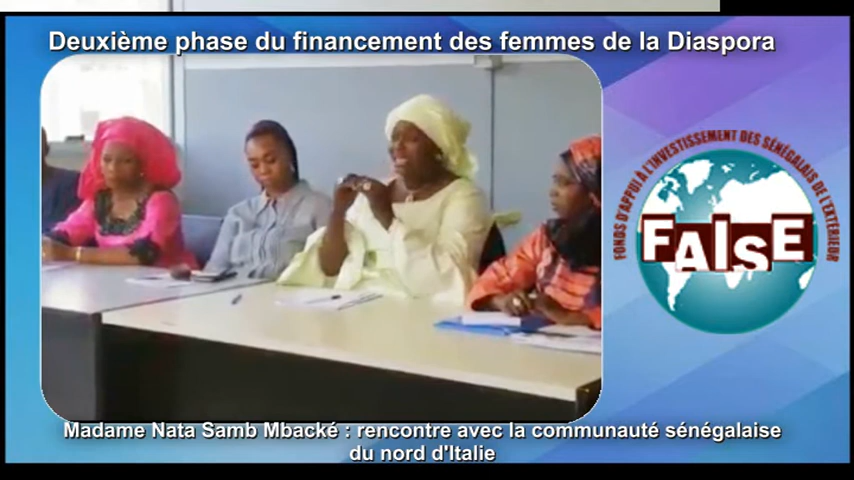 Deuxième phase du financement des femmes de la Diaspora
FONDS D'APPUI À L'INVESTISSEMENT DES SÉNÉGALAIS DE L'EXTÉRIEUR
FAISE
Madame Nata Samb Mbacké : rencontre avec la communauté sénégalaise
du nord d'Italie